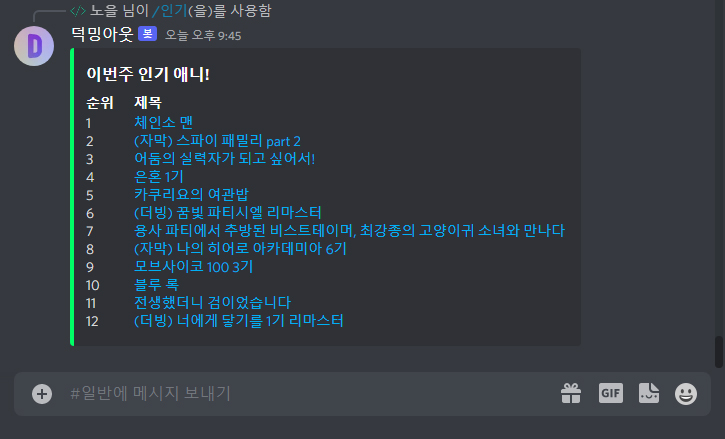 노을 님이 /인기(을)를 사용함
D
덕밍아웃 봇 오늘 오후 9:45
이번주 인기 애니!
순위 제목
1 체인소 맨
2 (자막) 스파이 패밀리 part 2
3 어둠의 실력자가 되고 싶어서!
4 은혼 1기
5 카쿠리요의 여관밥
6 (더빙) 꿈빛 파티시엘 리마스터
7 용사 파티에서 추방된 비스트테이머, 최강종의 고양이귀 소녀와 만나다
8 (자막) 나의 히어로 아카데미아 6기
9 모브사이코 100 3기
10 블루 록
11 전생했더니 검이었습니다
12 (더빙) 너에게 닿기를 1기 리마스터
#일반에 메시지 보내기
GIF